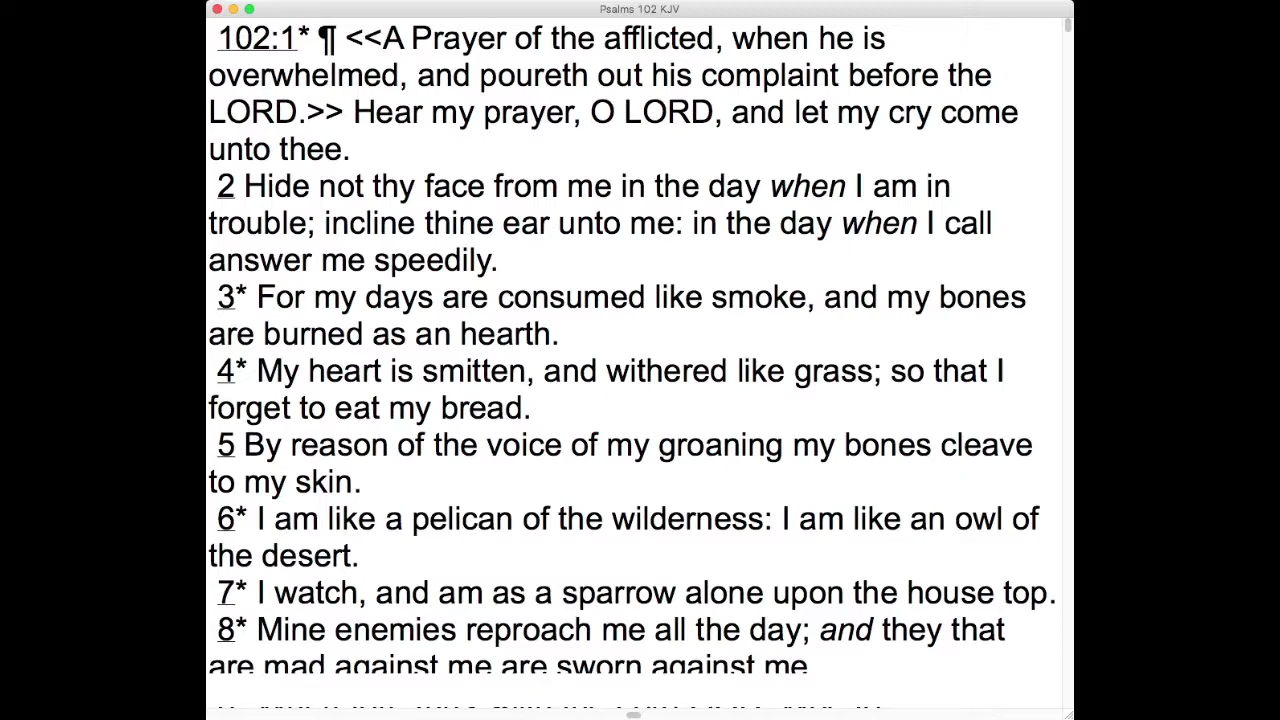 Psalms 102 KJV
102:1* ¶ <<A Prayer of the afflicted, when he is
overwhelmed, and poureth out his complaint before the
LORD.>> Hear my prayer, O LORD, and let my cry come
unto thee.
2 Hide not thy face from me in the day when I am in
trouble; incline thine ear unto me: in the day when I call
answer me speedily.
3* For my days are consumed like smoke, and my bones
are burned as an hearth.
4* My heart is smitten, and withered like grass; so that I
forget to eat my bread.
5 By reason of the voice of my groaning my bones cleave
to my skin.
6* I am like a pelican of the wilderness: I am like an owl of
the desert.
7* I watch, and am as a sparrow alone upon the house top.
8* Mine enemies reproach me all the day; and they that
are mad against me are sworn against me